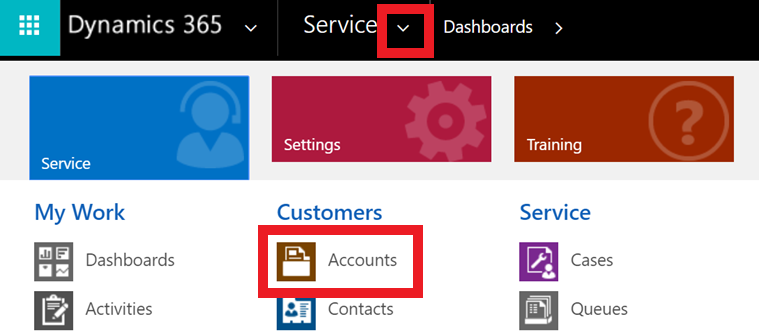 Dynamics 365 Service Dashboards
Service Settings Training
My Work Customers Service
Dashboards Accounts Cases
Activities Contacts Queues